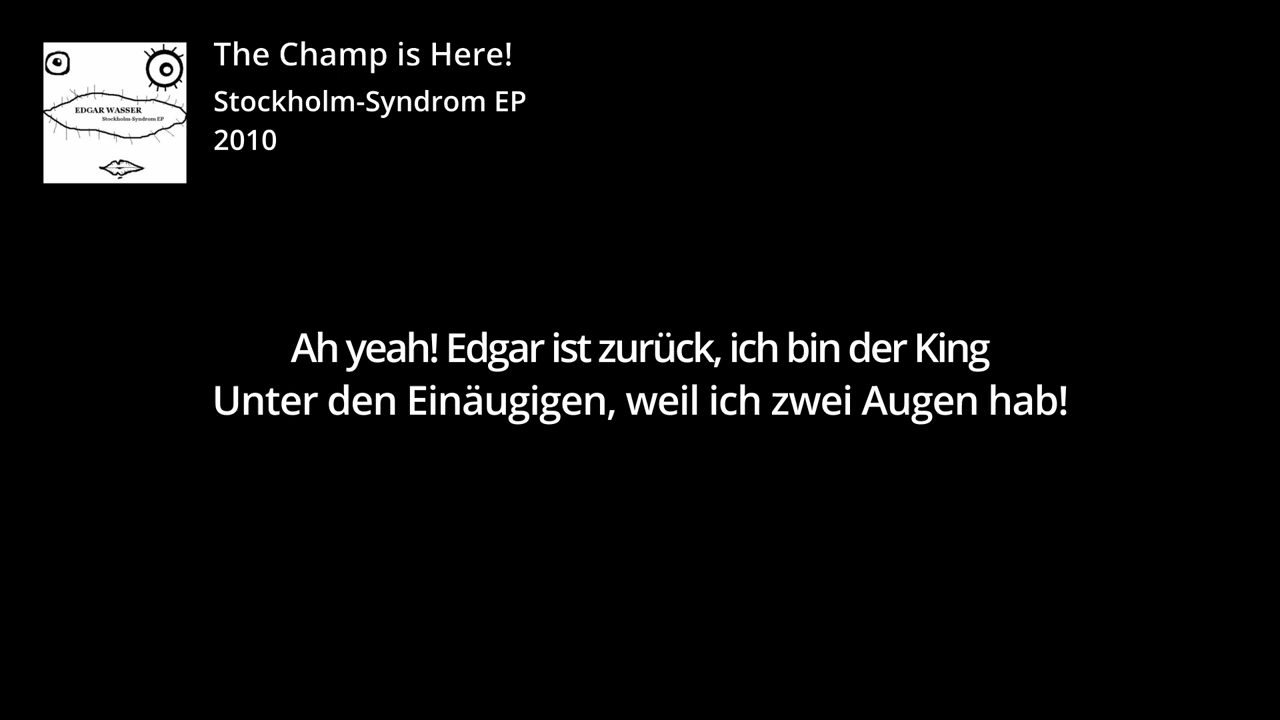 The Champ is Here!
Stockholm-Syndrom EP
2010
EDGAR WASSER
Stockholm-Syndrom EP
Ah yeah! Edgar ist zurück, ich bin der King
Unter den Einäugigen, weil ich zwei Augen hab!